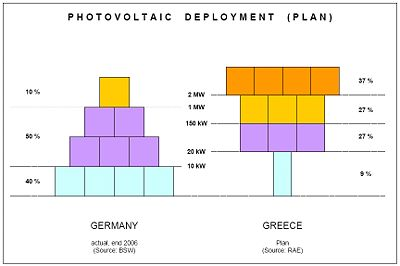 PHOTOVOLTAIC DEPLOYMENT (PLAN)
10 %
50 %
40 %
2 MW
1 MW
150 kW
20 kW
10 kW
37 %
27 %
27 %
9 %
GERMANY
actual, end 2006
(Source: BSW)
GREECE
Plan
(Source: RAE)